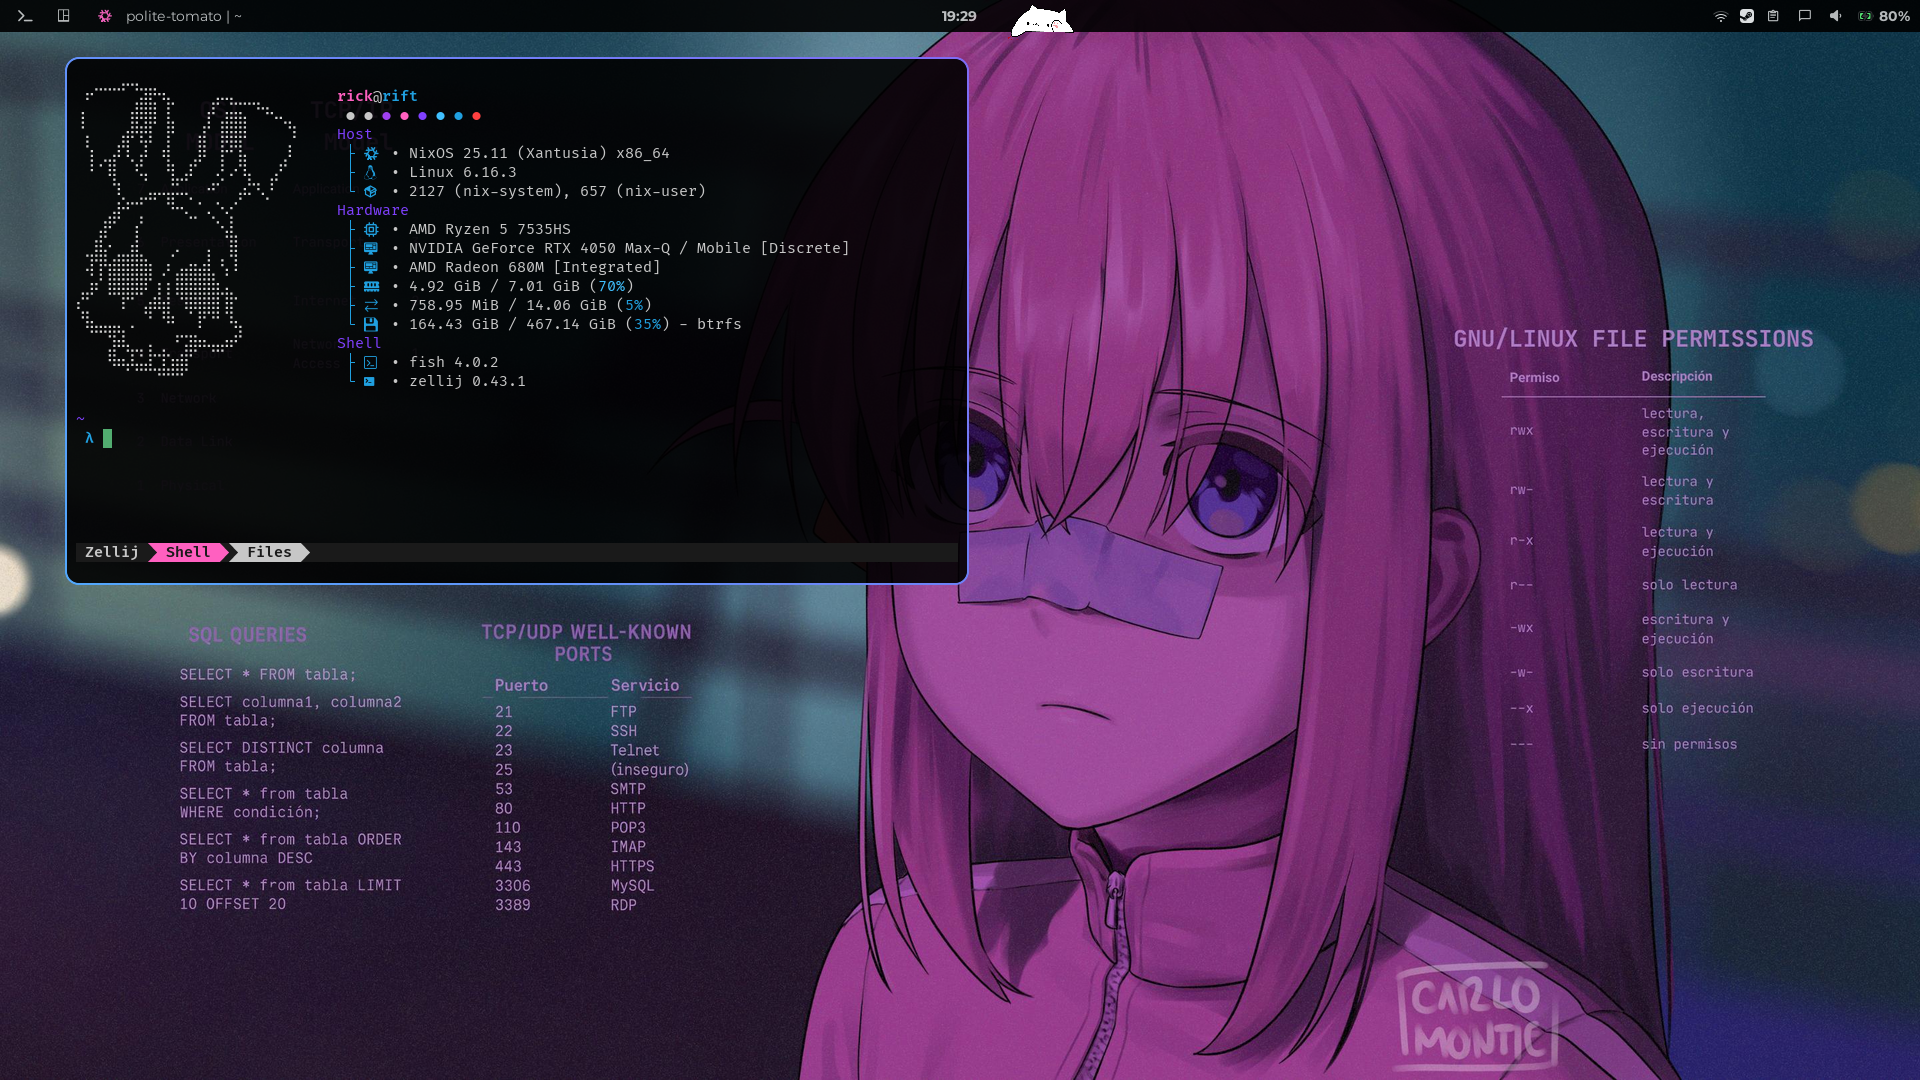 polite-tomato | ~
19:29
80%
rick@rift
Host
• NixOS 25.11 (Xantusia) x86_64
• Linux 6.16.3
• 2127 (nix-system), 657 (nix-user)
Hardware
• AMD Ryzen 5 7535HS
• NVIDIA GeForce RTX 4050 Max-Q / Mobile [Discrete]
• AMD Radeon 680M [Integrated]
• 4.92 GiB / 7.01 GiB (70%)
• 758.95 MiB / 14.06 GiB (5%)
• 164.43 GiB / 467.14 GiB (35%) - btrfs
Shell
• fish 4.0.2
• zellij 0.43.1
~
λ
Zellij Shell Files
SQL QUERIES
SELECT * FROM tabla;
SELECT columna1, columna2
FROM tabla;
SELECT DISTINCT columna
FROM tabla;
SELECT * from tabla
WHERE condición;
SELECT * from tabla ORDER
BY columna DESC
SELECT * from tabla LIMIT
10 OFFSET 20
TCP/UDP WELL-KNOWN
PORTS
Puerto Servicio
21 FTP
22 SSH
23 Telnet
25 (inseguro)
53 SMTP
80 HTTP
110 POP3
143 IMAP
443 HTTPS
3306 MySQL
3389 RDP
GNU/LINUX FILE PERMISSIONS
Permiso Descripción
rwx lectura,
escritura y
ejecución
rw- lectura y
escritura
r-x lectura y
ejecución
r-- solo lectura
-wx escritura y
ejecución
-w- solo escritura
--x solo ejecución
--- sin permisos
CARLO
MONTIE